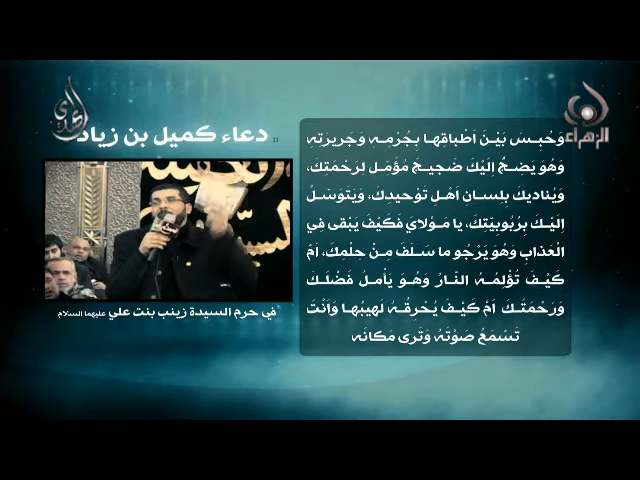 الزهراء
:: دعاء كميل بن زياد
وَحُبِسَ بَيْنَ اَطْباقِها بِجُرْمِهِ وَجَريرَتِهِ
وَهُوَ يَضِجُّ اِلَيْكَ ضَجيجَ مُؤَمِّل لِرَحْمَتِكَ،
وَيُناديكَ بِلِسانِ اَهْلِ تَوْحيدِكَ، وَيَتَوَسَّلُ
اِلَيْكَ بِرُبُوبِيَّتِكَ، يا مَوْلايَ فَكَيْفَ يَبْقى فِي
الْعَذابِ وَهُوَ يَرْجُو ما سَلَفَ مِنْ حِلْمِكَ، اَمْ
كَيْفَ تُؤْلِمُهُ النّارُ وَهُوَ يَأمَلُ فَضْلَكَ
وَرَحْمَتَكَ اَمْ كَيْفَ يُحْرِقُهُ لَهيبُها وَاَنْتَ
تَسْمَعُ صَوْتَهُ وَتَرى مَكانَه
في حرم السيدة زينب بنت علي عليهما السلام